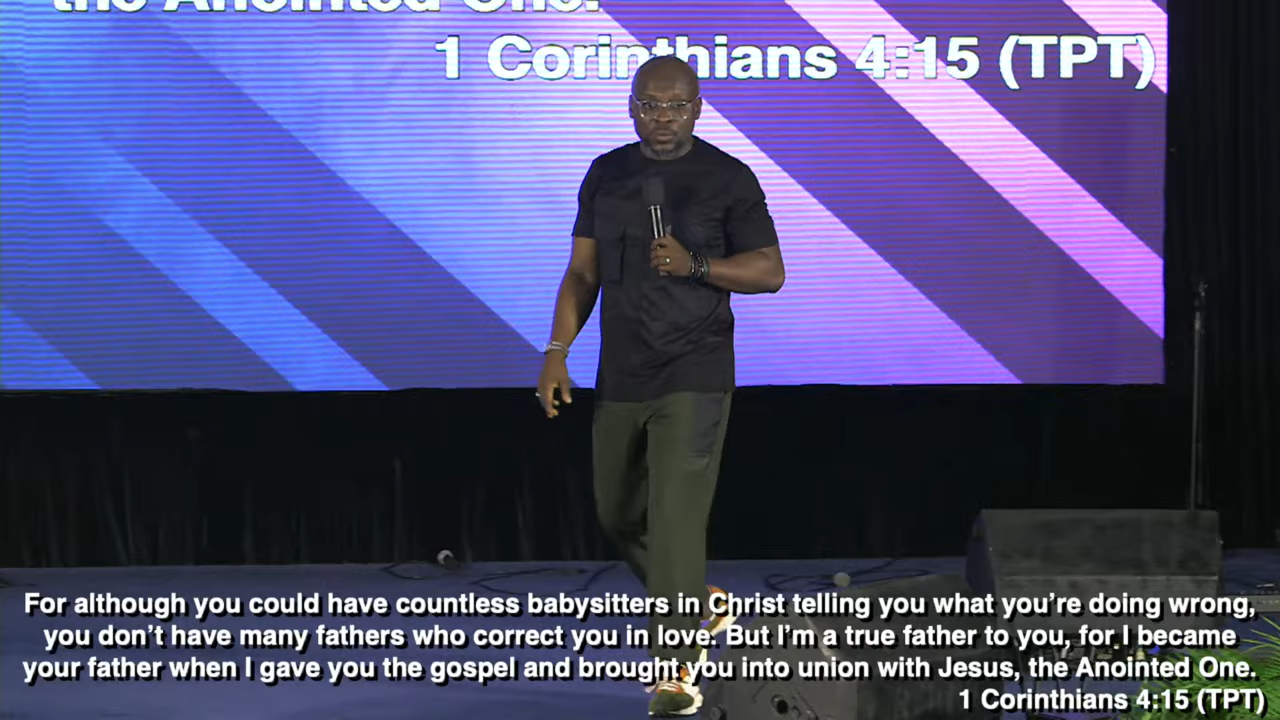 the Anointed One.
1 Corinthians 4:15 (TPT)
For although you could have countless babysitters in Christ telling you what you're doing wrong,
you don't have many fathers who correct you in love. But I'm a true father to you, for I became
your father when I gave you the gospel and brought you into union with Jesus, the Anointed One.
1 Corinthians 4:15 (TPT)